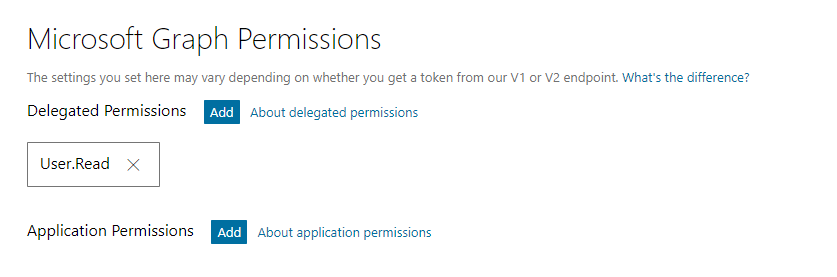 Microsoft Graph Permissions
The settings you set here may vary depending on whether you get a token from our V1 or V2 endpoint. What's the difference?
Delegated Permissions Add About delegated permissions
User.Read
Application Permissions Add About application permissions